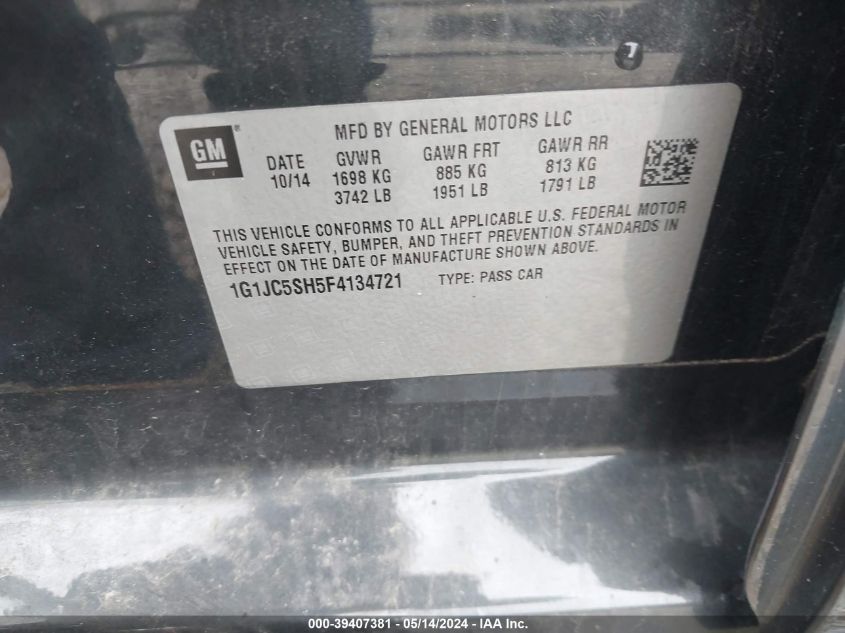 MFD BY GENERAL MOTORS LLC
GM®
DATE GVWR GAWR FRT GAWR RR
10/14 1698 KG 885 KG 813 KG
3742 LB 1951 LB 1791 LB
THIS VEHICLE CONFORMS TO ALL APPLICABLE U.S. FEDERAL MOTOR
VEHICLE SAFETY, BUMPER, AND THEFT PREVENTION STANDARDS IN
EFFECT ON THE DATE OF MANUFACTURE SHOWN ABOVE.
1G1JC5SH5F4134721 TYPE: PASS CAR
000-39407381 - 05/14/2024 - IAA Inc.